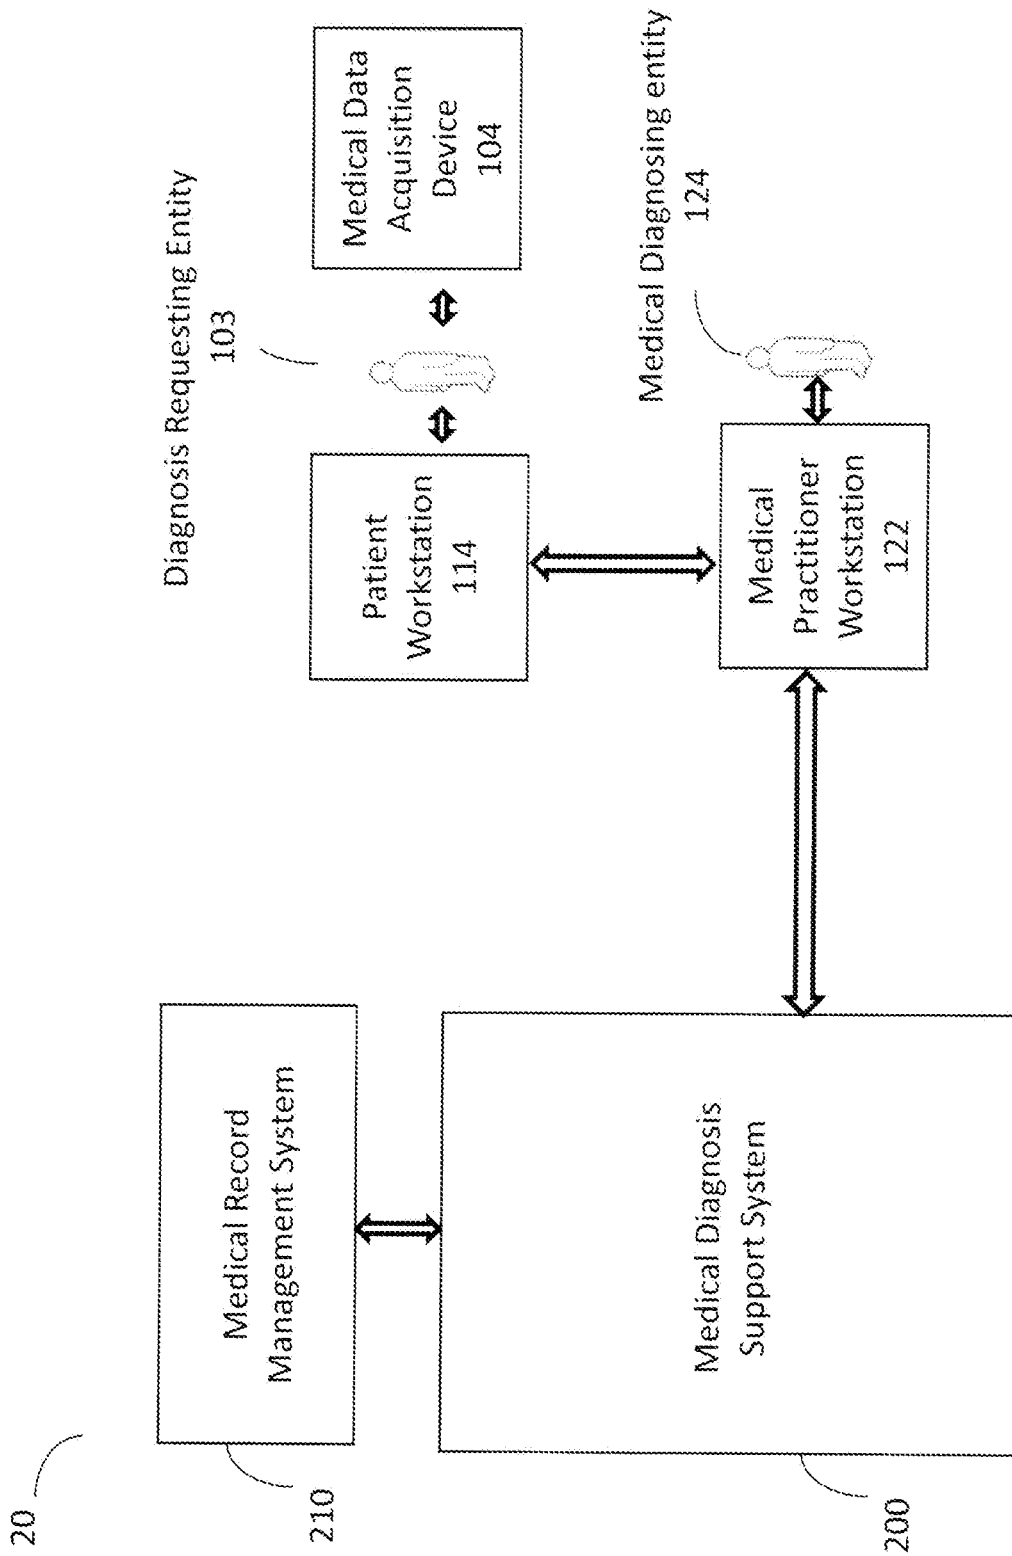 20
210
Medical Record
Management System
200
Medical Diagnosis
Support System
Diagnosis Requesting Entity
103
Patient
Workstation
114
Medical Data
Acquisition
Device
104
Medical Diagnosing entity
124
Medical
Practitioner
Workstation
122